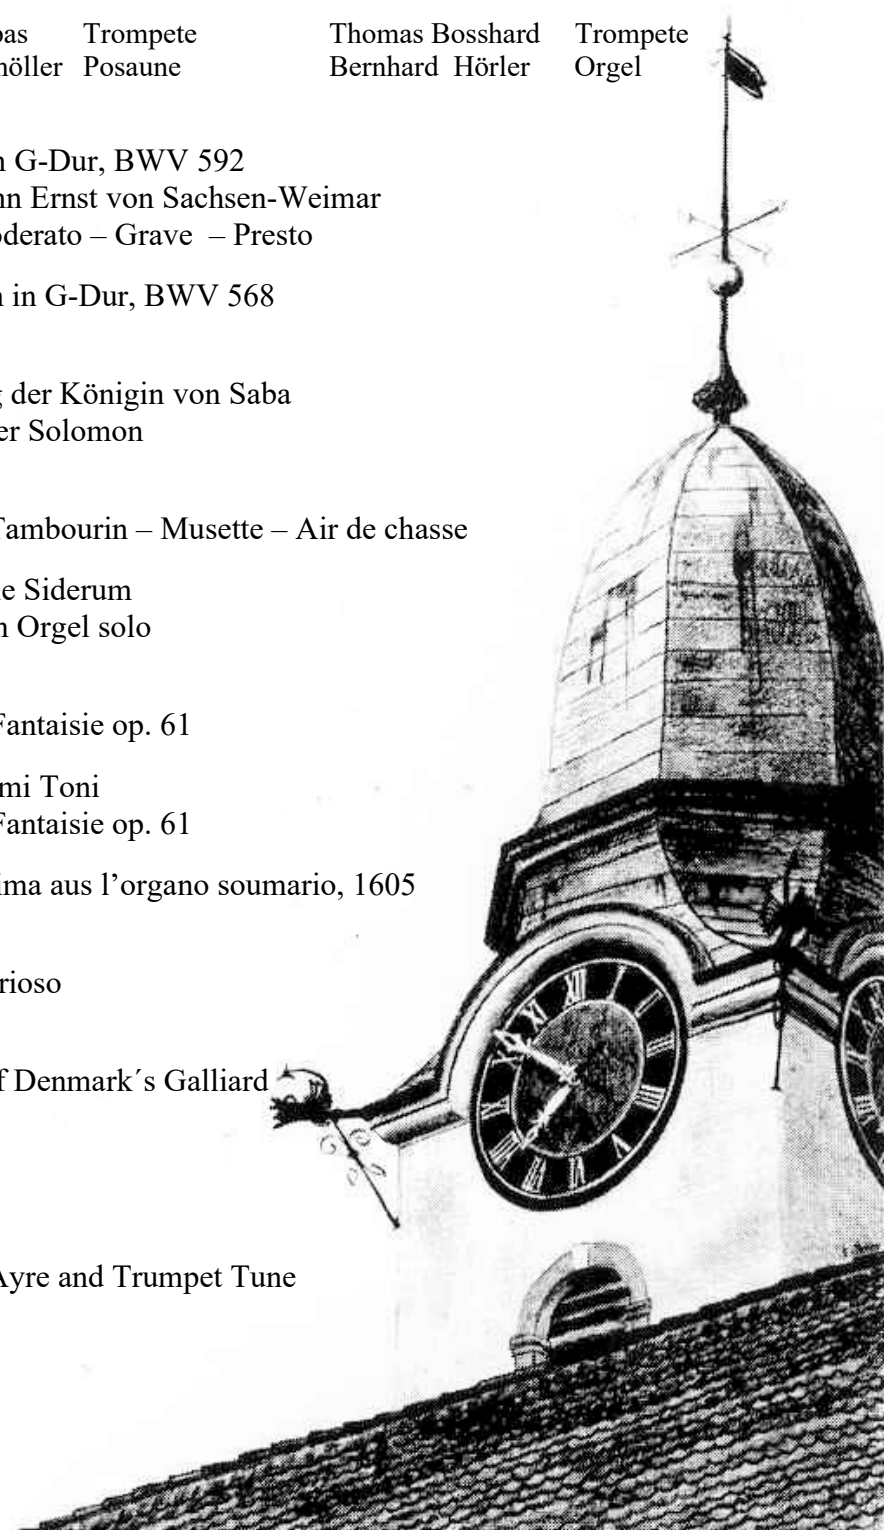 bas Trompete Thomas Bosshard Trompete
höller Posaune Bernhard Hörler Orgel
n G-Dur, BWV 592
nn Ernst von Sachsen-Weimar
oderato – Grave – Presto
n in G-Dur, BWV 568
g der Königin von Saba
er Solomon
Tambourin – Musette – Air de chasse
e Siderum
n Orgel solo
Fantaisie op. 61
mi Toni
Fantaisie op. 61
ima aus l’organo soumario, 1605
rioso
f Denmark´s Galliard
Ayre and Trumpet Tune